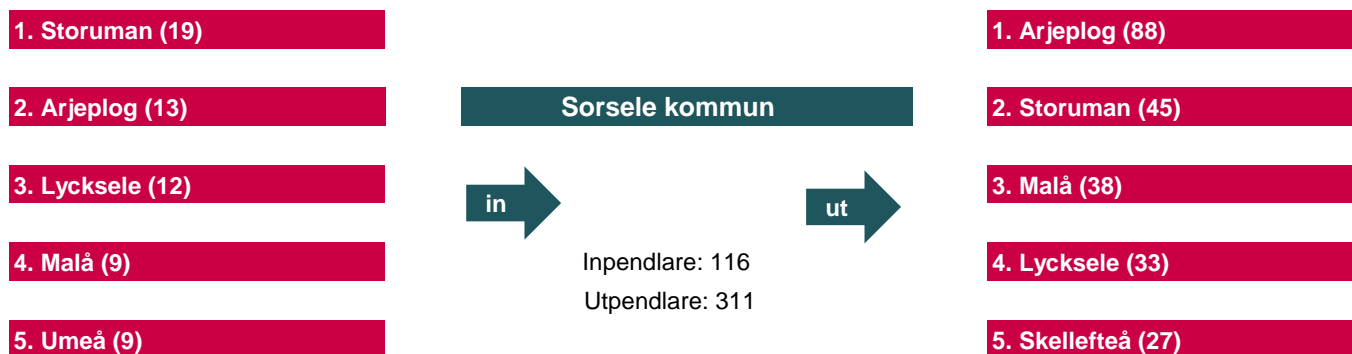 1. Storuman (19)
2. Arjeplog (13)
3. Lycksele (12)
4. Malå (9)
5. Umeå (9)
Sorsele kommun
in
ut
Inpendlare: 116
Utpendlare: 311
1. Arjeplog (88)
2. Storuman (45)
3. Malå (38)
4. Lycksele (33)
5. Skellefteå (27)